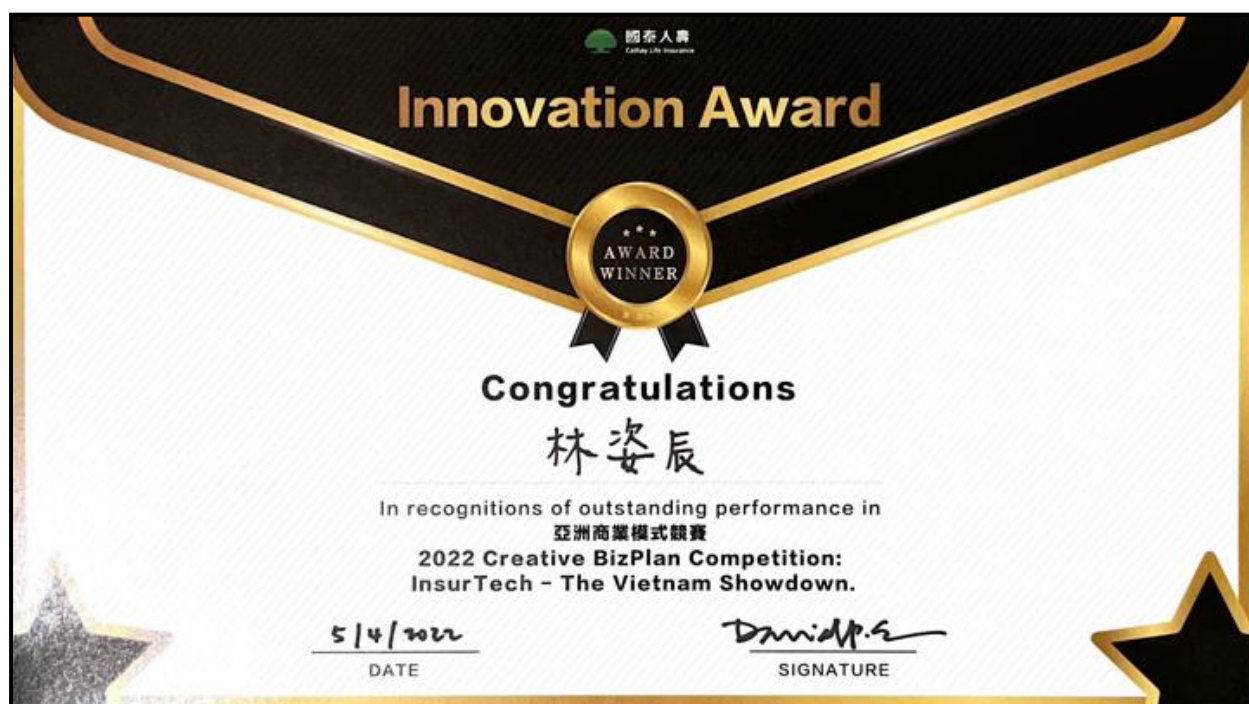 國泰人壽
Cathay Life Insurance
Innovation Award
AWARD
WINNER
Congratulations
林姿辰
In recognitions of outstanding performance in
亞洲商業模式競賽
2022 Creative BizPlan Competition:
InsurTech - The Vietnam Showdown.
5/4/2022
DATE
SIGNATURE